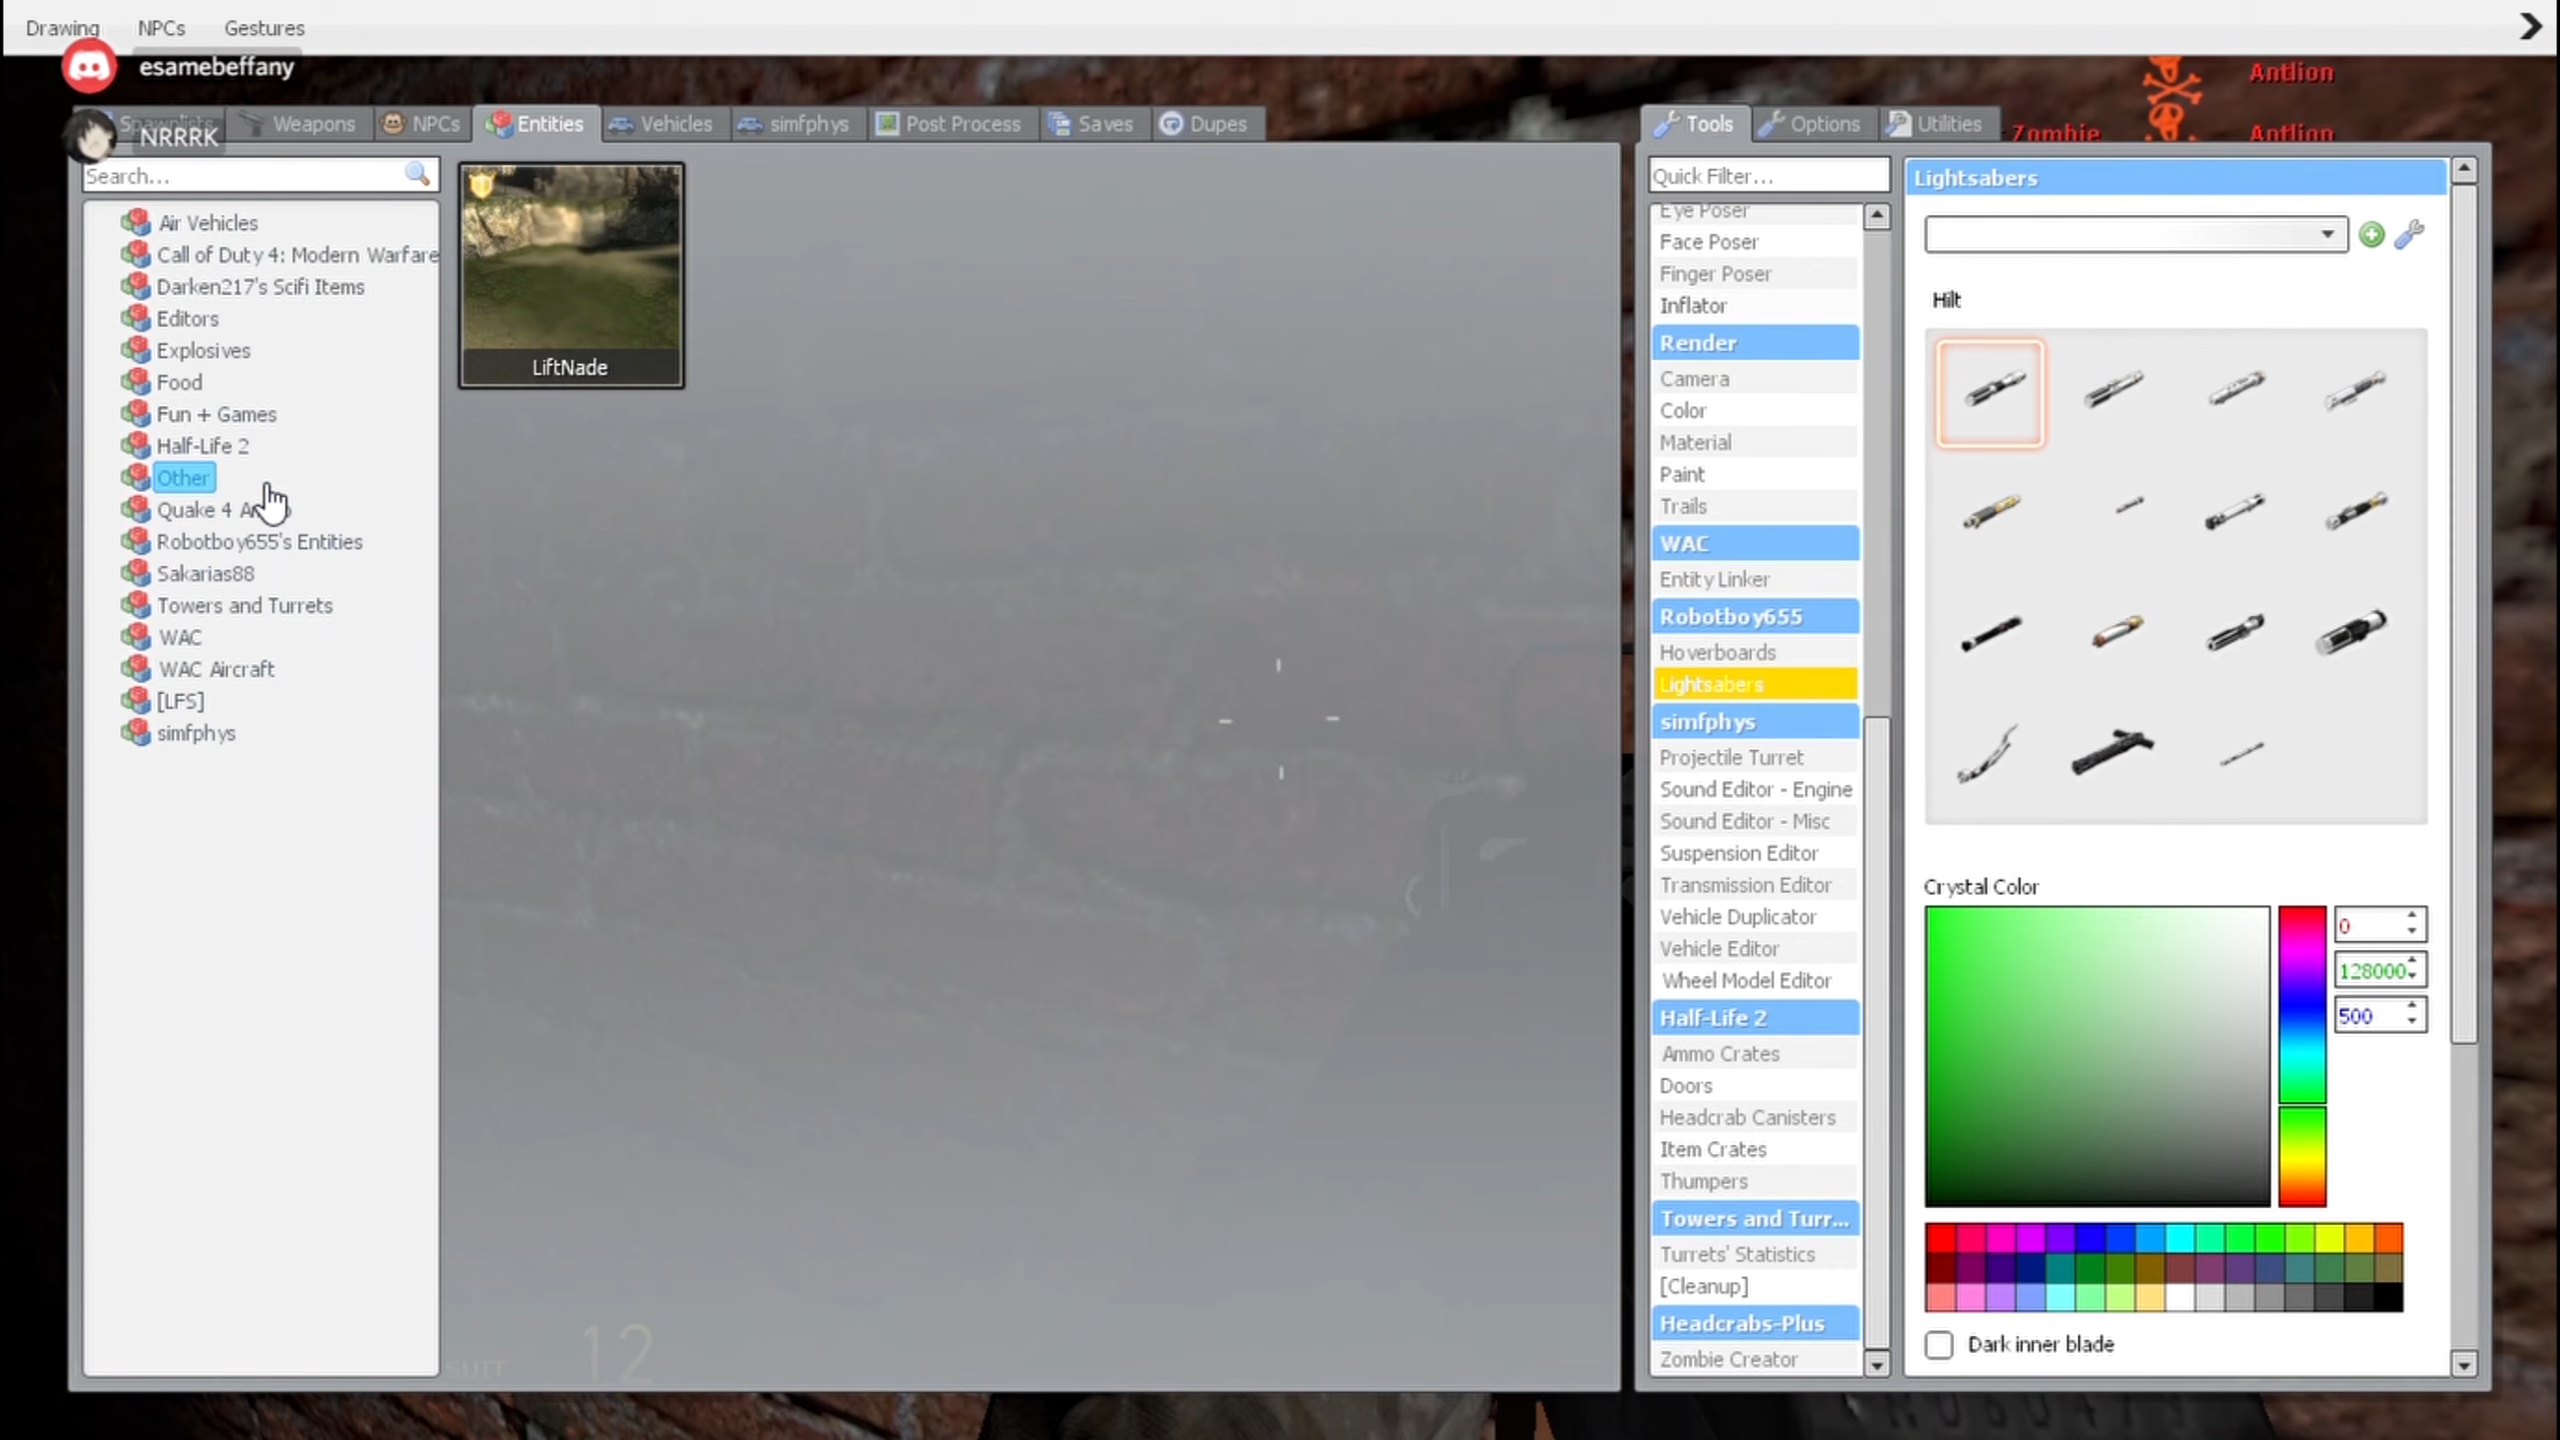 Drawing NPCs Gestures
esamebeffany
Antlion
NRRRK
Spawnlists Weapons NPCs Entities Vehicles simfphys Post Process Saves Dupes
Tools Options Utilities
Zombie Antlion
Search...
Air Vehicles
Call of Duty 4: Modern Warfare
Darken217's Scifi Items
Editors
Explosives
Food
Fun + Games
Half-Life 2
Other
Quake 4
Robotboy655's Entities
Sakarias88
Towers and Turrets
WAC
WAC Aircraft
[LFS]
simfphys
LiftNade
SUIT 12
Quick Filter...
Eye Poser
Face Poser
Finger Poser
Inflator
Render
Camera
Color
Material
Paint
Trails
WAC
Entity Linker
Robotboy655
Hoverboards
Lightsabers
simfphys
Projectile Turret
Sound Editor - Engine
Sound Editor - Misc
Suspension Editor
Transmission Editor
Vehicle Duplicator
Vehicle Editor
Wheel Model Editor
Half-Life 2
Ammo Crates
Doors
Headcrab Canisters
Item Crates
Thumpers
Towers and Turr...
Turrets' Statistics
[Cleanup]
Headcrabs-Plus
Zombie Creator
Lightsabers
Hilt
Crystal Color
0
128000
500
Dark inner blade